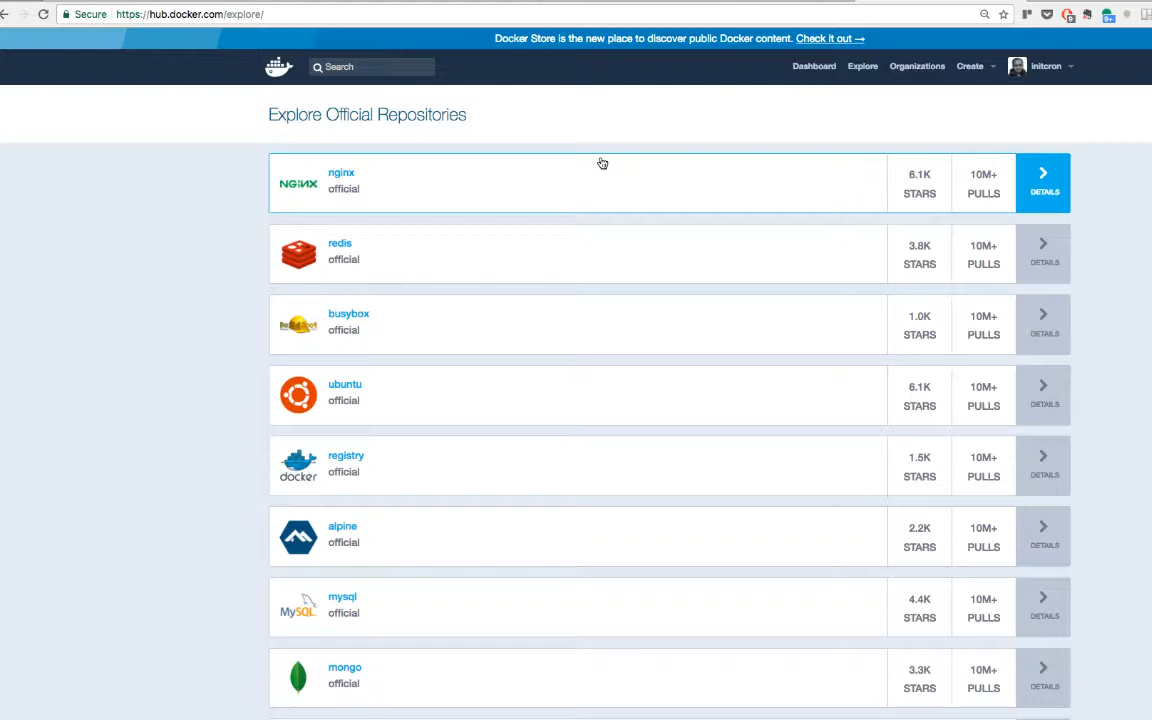 Secure https://hub.docker.com/explore/
9
9+
Docker Store is the new place to discover public Docker content. Check it out →
Search
Dashboard Explore Organizations Create initcron
Explore Official Repositories
NGINX
nginx
official
6.1K STARS
10M+ PULLS
DETAILS
redis
official
3.8K STARS
10M+ PULLS
DETAILS
busybox
official
1.0K STARS
10M+ PULLS
DETAILS
ubuntu
official
6.1K STARS
10M+ PULLS
DETAILS
docker
registry
official
1.5K STARS
10M+ PULLS
DETAILS
alpine
official
2.2K STARS
10M+ PULLS
DETAILS
MySQL
mysql
official
4.4K STARS
10M+ PULLS
DETAILS
mongo
official
3.3K STARS
10M+ PULLS
DETAILS